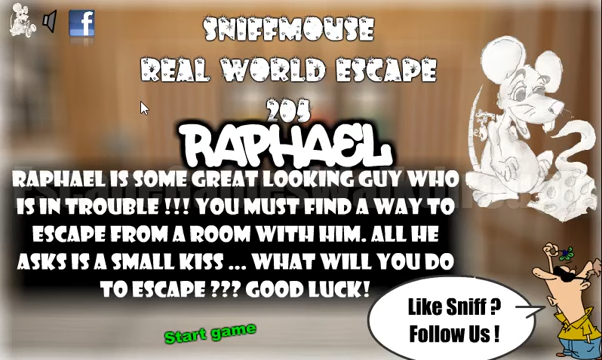 SNIFFMOUSE
REAL WORLD ESCAPE
205
RAPHAEL
RAPHAEL IS SOME GREAT LOOKING GUY WHO
IS IN TROUBLE !!! YOU MUST FIND A WAY TO
ESCAPE FROM A ROOM WITH HIM. ALL HE
ASKS IS A SMALL KISS ... WHAT WILL YOU DO
TO ESCAPE ??? GOOD LUCK!
Start game
Like Sniff ?
Follow Us !